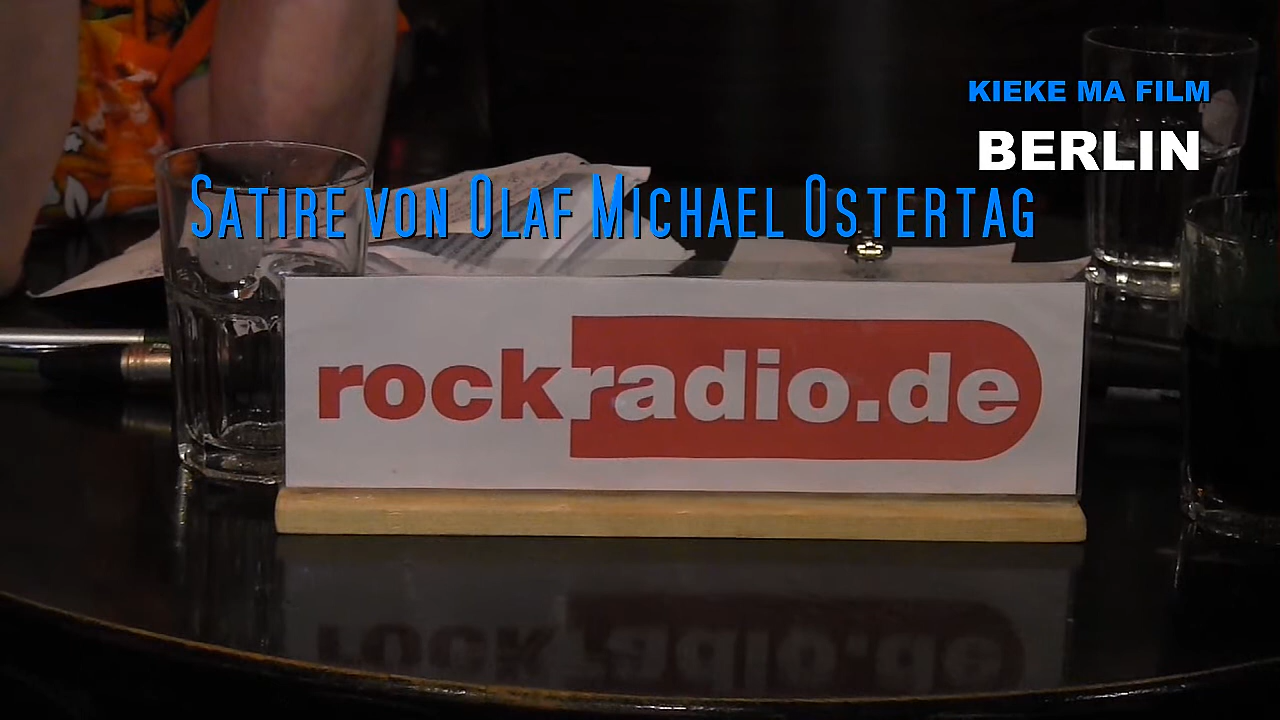 KIEKE MA FILM
BERLIN
Satire von Olaf Michael Ostertag
rockradio.de